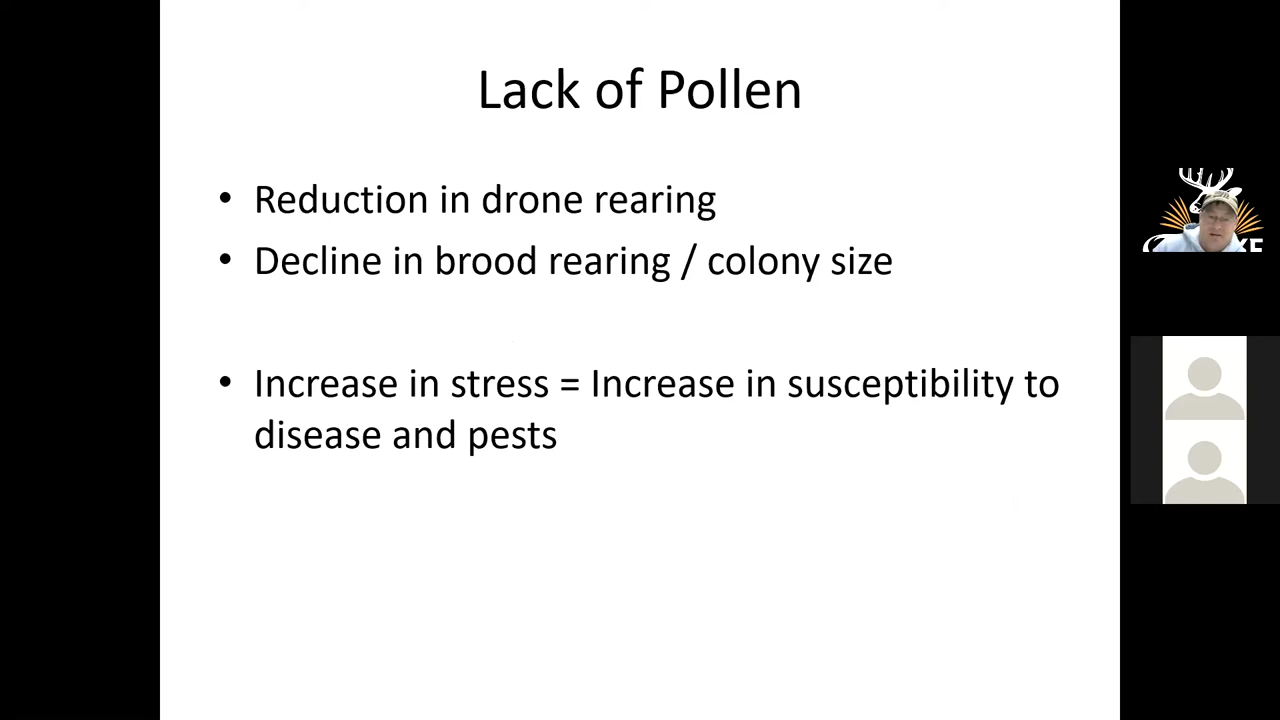 Lack of Pollen
• Reduction in drone rearing
• Decline in brood rearing / colony size
• Increase in stress = Increase in susceptibility to
disease and pests